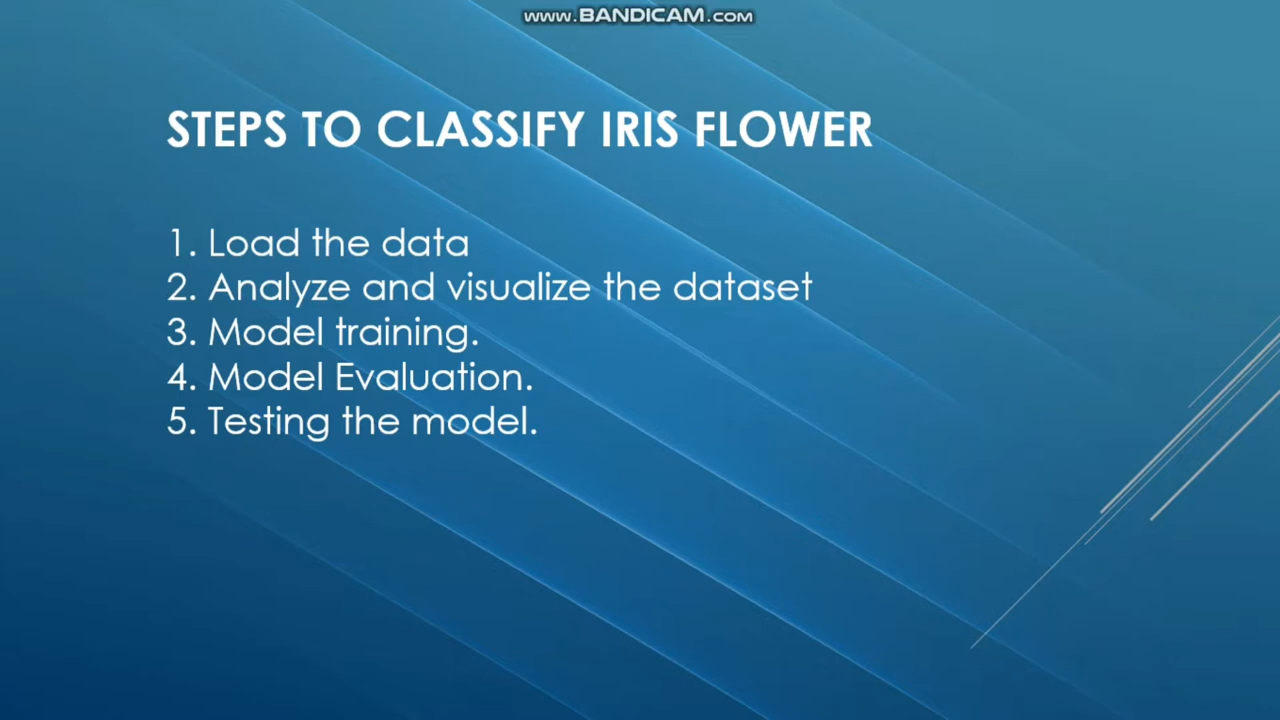 www.BANDICAM.com
STEPS TO CLASSIFY IRIS FLOWER
1. Load the data
2. Analyze and visualize the dataset
3. Model training.
4. Model Evaluation.
5. Testing the model.